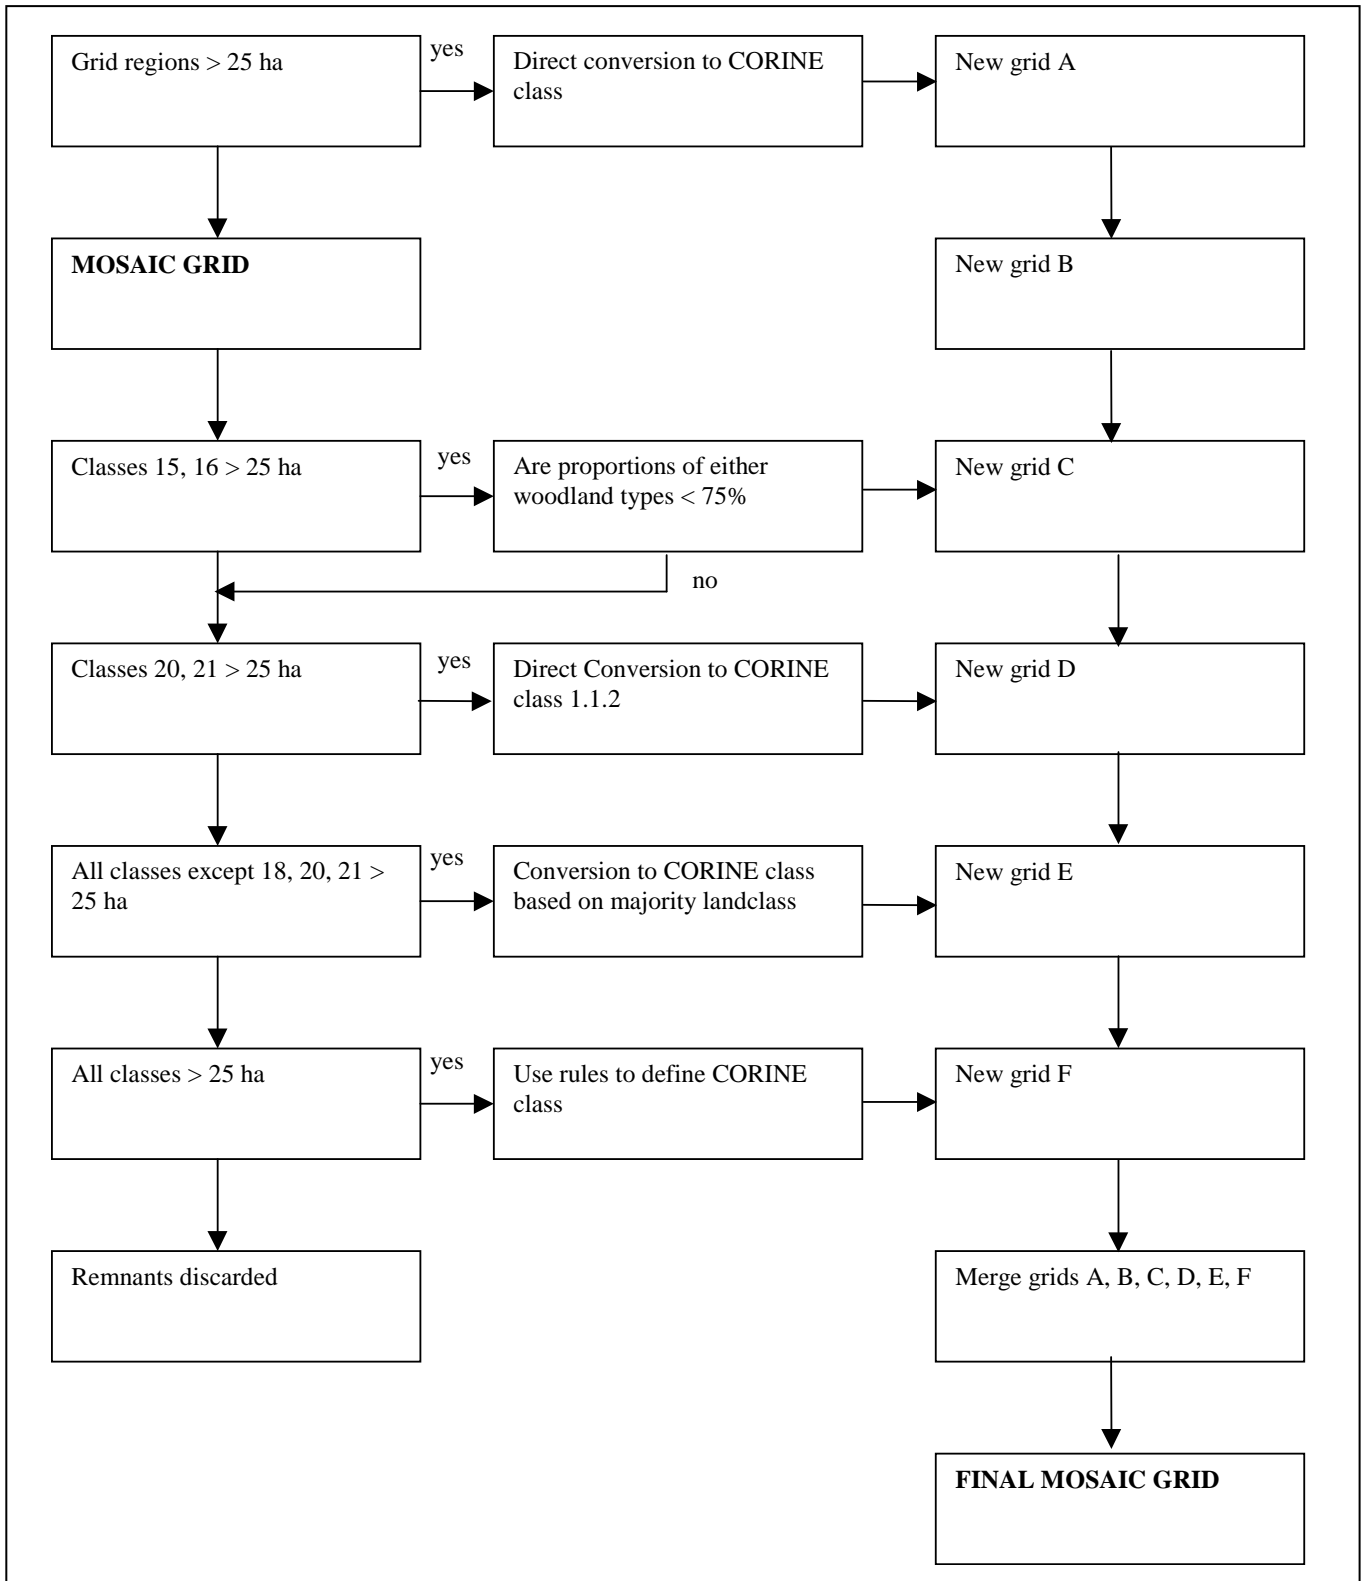 Grid regions > 25 ha
yes
Direct conversion to CORINE
class
New grid A
MOSAIC GRID
New grid B
Classes 15, 16 > 25 ha
yes
Are proportions of either
woodland types < 75%
New grid C
no
Classes 20, 21 > 25 ha
yes
Direct Conversion to CORINE
class 1.1.2
New grid D
All classes except 18, 20, 21 >
25 ha
yes
Conversion to CORINE class
based on majority landclass
New grid E
All classes > 25 ha
yes
Use rules to define CORINE
class
New grid F
Remnants discarded
Merge grids A, B, C, D, E, F
FINAL MOSAIC GRID